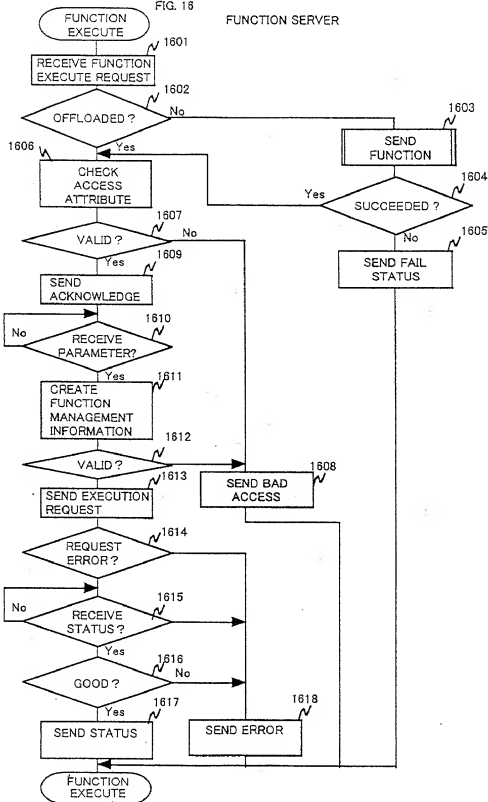 FIG. 16
FUNCTION SERVER
FUNCTION
EXECUTE
1601
RECEIVE FUNCTION
EXECUTE REQUEST
1602
OFFLOADED ?
No
Yes
1603
SEND
FUNCTION
1604
SUCCEEDED ?
Yes
No
1605
SEND FAIL
STATUS
1606
CHECK
ACCESS
ATTRIBUTE
1607
VALID ?
No
Yes
1609
SEND
ACKNOWLEDGE
1610
No
RECEIVE
PARAMETER?
Yes
1611
CREATE
FUNCTION
MANAGEMENT
INFORMATION
1612
VALID ?
1608
SEND BAD
ACCESS
1613
SEND EXECUTION
REQUEST
1614
REQUEST
ERROR ?
1615
No
RECEIVE
STATUS ?
Yes
1616
GOOD ?
No
Yes
1617
SEND STATUS
1618
SEND ERROR
FUNCTION
EXECUTE